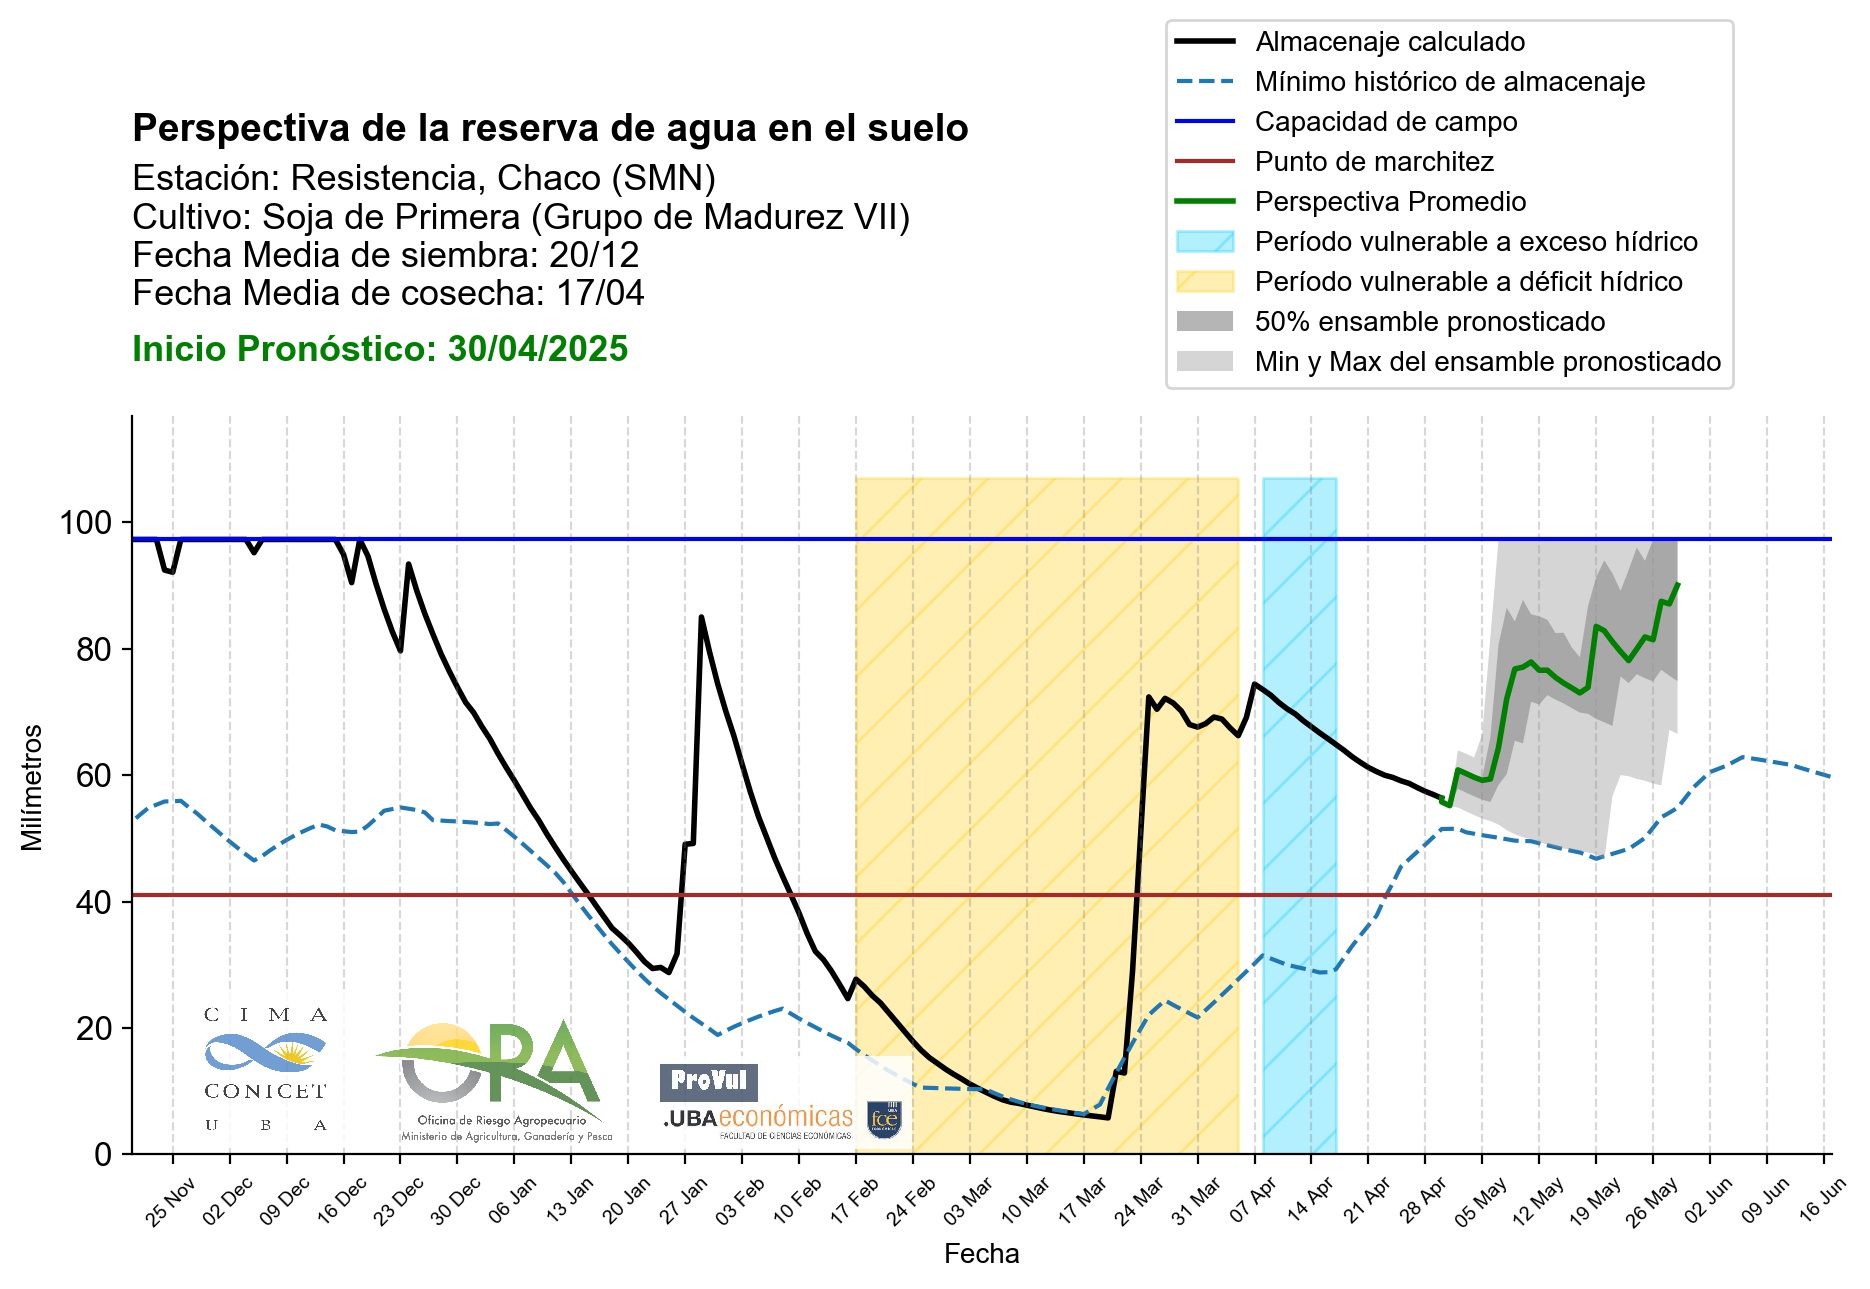 Almacenaje calculado
Mínimo histórico de almacenaje
Capacidad de campo
Punto de marchitez
Perspectiva Promedio
Período vulnerable a exceso hídrico
Período vulnerable a déficit hídrico
50% ensamble pronosticado
Min y Max del ensamble pronosticado
Perspectiva de la reserva de agua en el suelo
Estación: Resistencia, Chaco (SMN)
Cultivo: Soja de Primera (Grupo de Madurez VII)
Fecha Media de siembra: 20/12
Fecha Media de cosecha: 17/04
Inicio Pronóstico: 30/04/2025
Milímetros
100
80
60
40
20
0
CIMA
CONICET
UBA
ORA
Oficina de Riesgo Agropecuario
Ministerio de Agricultura, Ganadería y Pesca
ProVul
.UBAeconómicas
FACULTAD DE CIENCIAS ECONÓMICAS
UBA
fce
ECONÓMICAS
25 Nov
02 Dec
09 Dec
16 Dec
23 Dec
30 Dec
06 Jan
13 Jan
20 Jan
27 Jan
03 Feb
10 Feb
17 Feb
24 Feb
03 Mar
10 Mar
17 Mar
24 Mar
31 Mar
07 Apr
14 Apr
21 Apr
28 Apr
05 May
12 May
19 May
26 May
02 Jun
09 Jun
16 Jun
Fecha